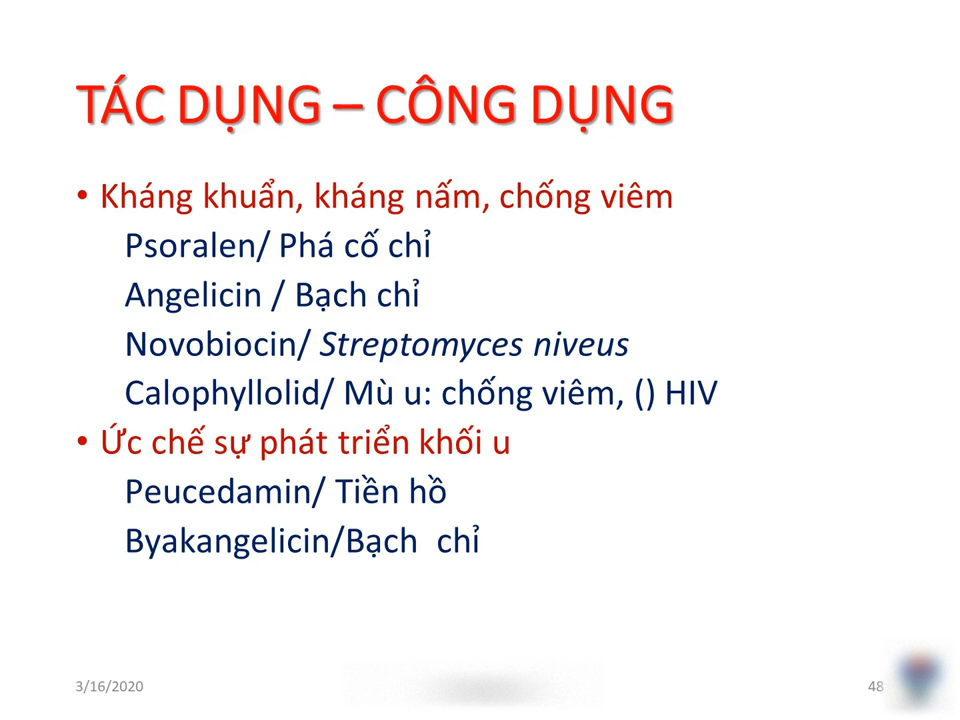 TÁC DỤNG – CÔNG DỤNG
• Kháng khuẩn, kháng nấm, chống viêm
Psoralen/ Phá cố chỉ
Angelicin / Bạch chỉ
Novobiocin/ Streptomyces niveus
Calophyllolid/ Mù u: chống viêm, () HIV
• Ức chế sự phát triển khối u
Peucedamin/ Tiền hồ
Byakangelicin/Bạch chỉ
3/16/2020
48